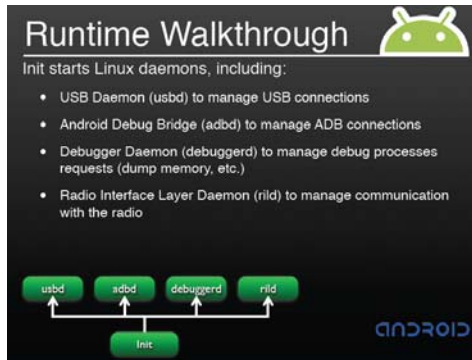 Runtime Walkthrough
Init starts Linux daemons, including:
• USB Daemon (usbd) to manage USB connections
• Android Debug Bridge (adbd) to manage ADB connections
• Debugger Daemon (debuggerd) to manage debug processes
requests (dump memory, etc.)
• Radio Interface Layer Daemon (rild) to manage communication
with the radio
usbd adbd debuggerd rild
Init
ANDROID